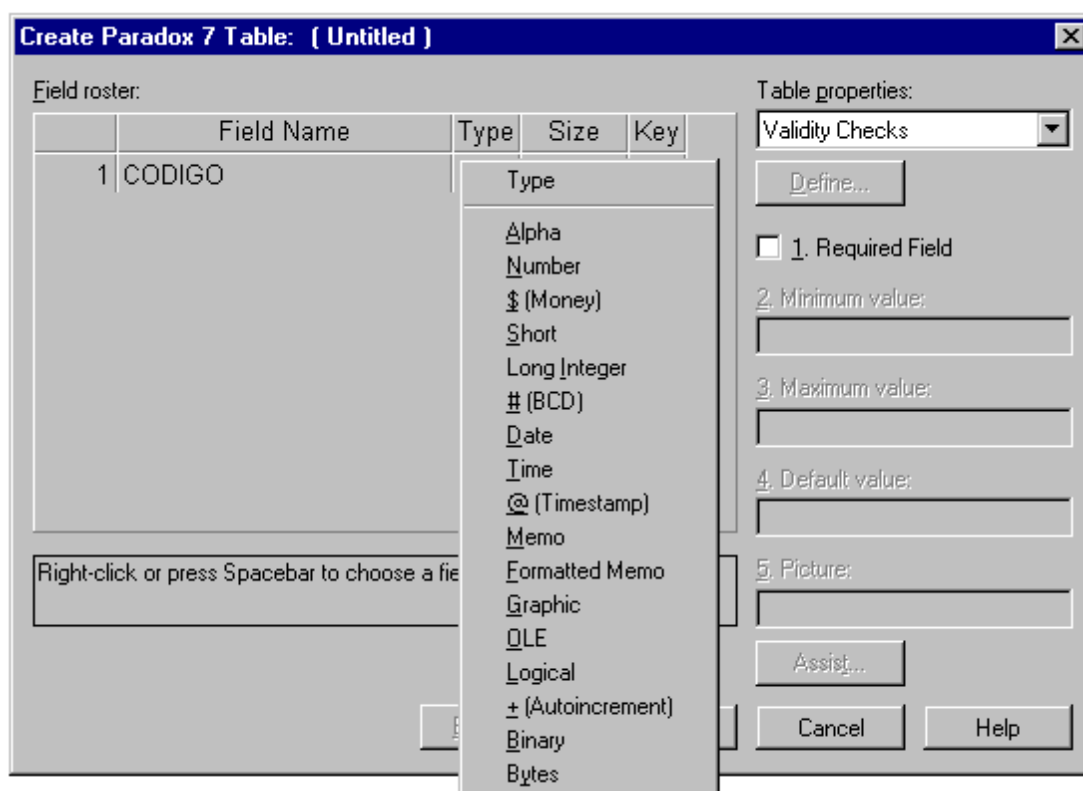 Create Paradox 7 Table: ( Untitled )
Field roster:
Field Name Type Size Key
1 CODIGO
Type
Alpha
Number
$ (Money)
Short
Long Integer
# (BCD)
Date
Time
@ (Timestamp)
Memo
Formatted Memo
Graphic
OLE
Logical
+ (Autoincrement)
Binary
Bytes
Right-click or press Spacebar to choose a
Table properties:
Validity Checks
Define...
1. Required Field
2. Minimum value:
3. Maximum value:
4. Default value:
5. Picture:
Assist...
Cancel Help